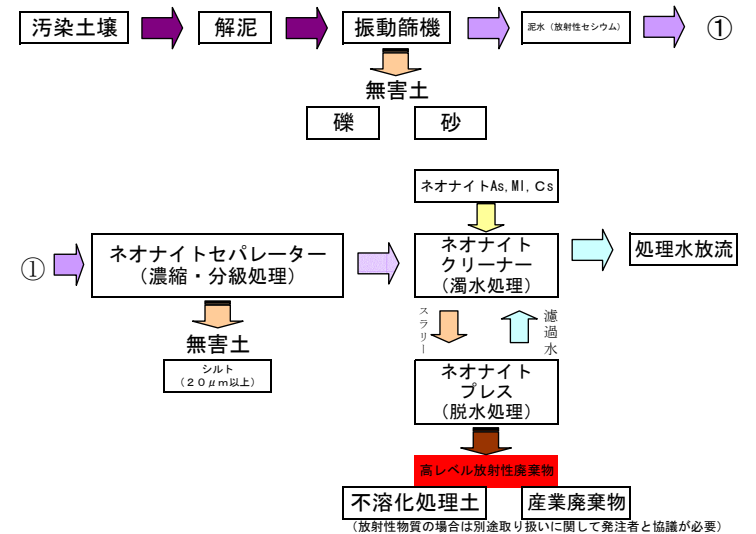 汚染土壌
解泥
振動篩機
泥水（放射性セシウム）
①
無害土
礫
砂
ネオナイトAs,MI,Cs
①
ネオナイトセパレーター
（濃縮・分級処理）
ネオナイト
クリーナー
（濁水処理）
処理水放流
無害土
シルト
（２０μｍ以上）
スラリー
濾過水
ネオナイト
プレス
（脱水処理）
高レベル放射性廃棄物
不溶化処理土
産業廃棄物
（放射性物質の場合は別途取り扱いに関して発注者と協議が必要）